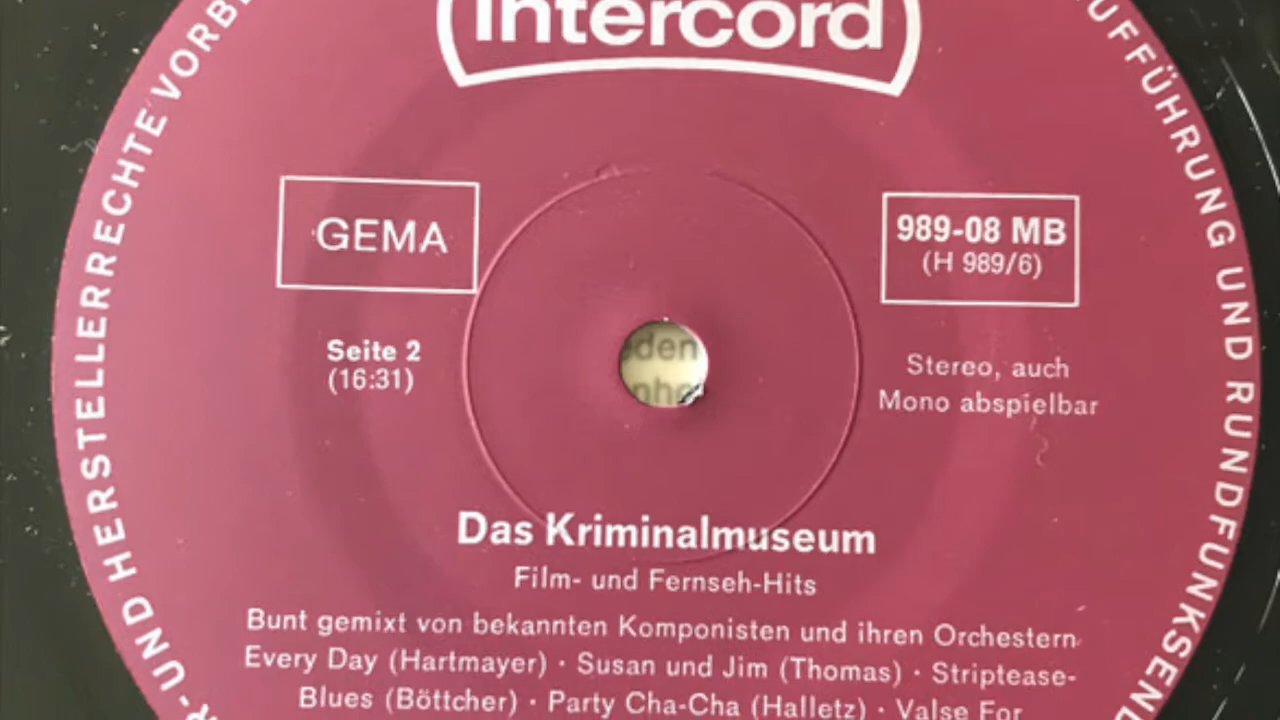 Intercord
R-UND HERSTELLERRECHTE VORBE
UFFÜHRUNG UND RUNDFUNKSEND
GEMA
989-08 MB
(H 989/6)
Seite 2
(16:31)
Stereo, auch
Mono abspielbar
Das Kriminalmuseum
Film- und Fernseh-Hits
Bunt gemixt von bekannten Komponisten und ihren Orchestern
Every Day (Hartmayer) · Susan und Jim (Thomas) · Striptease-
Blues (Böttcher) · Party Cha-Cha (Halletz) · Valse For